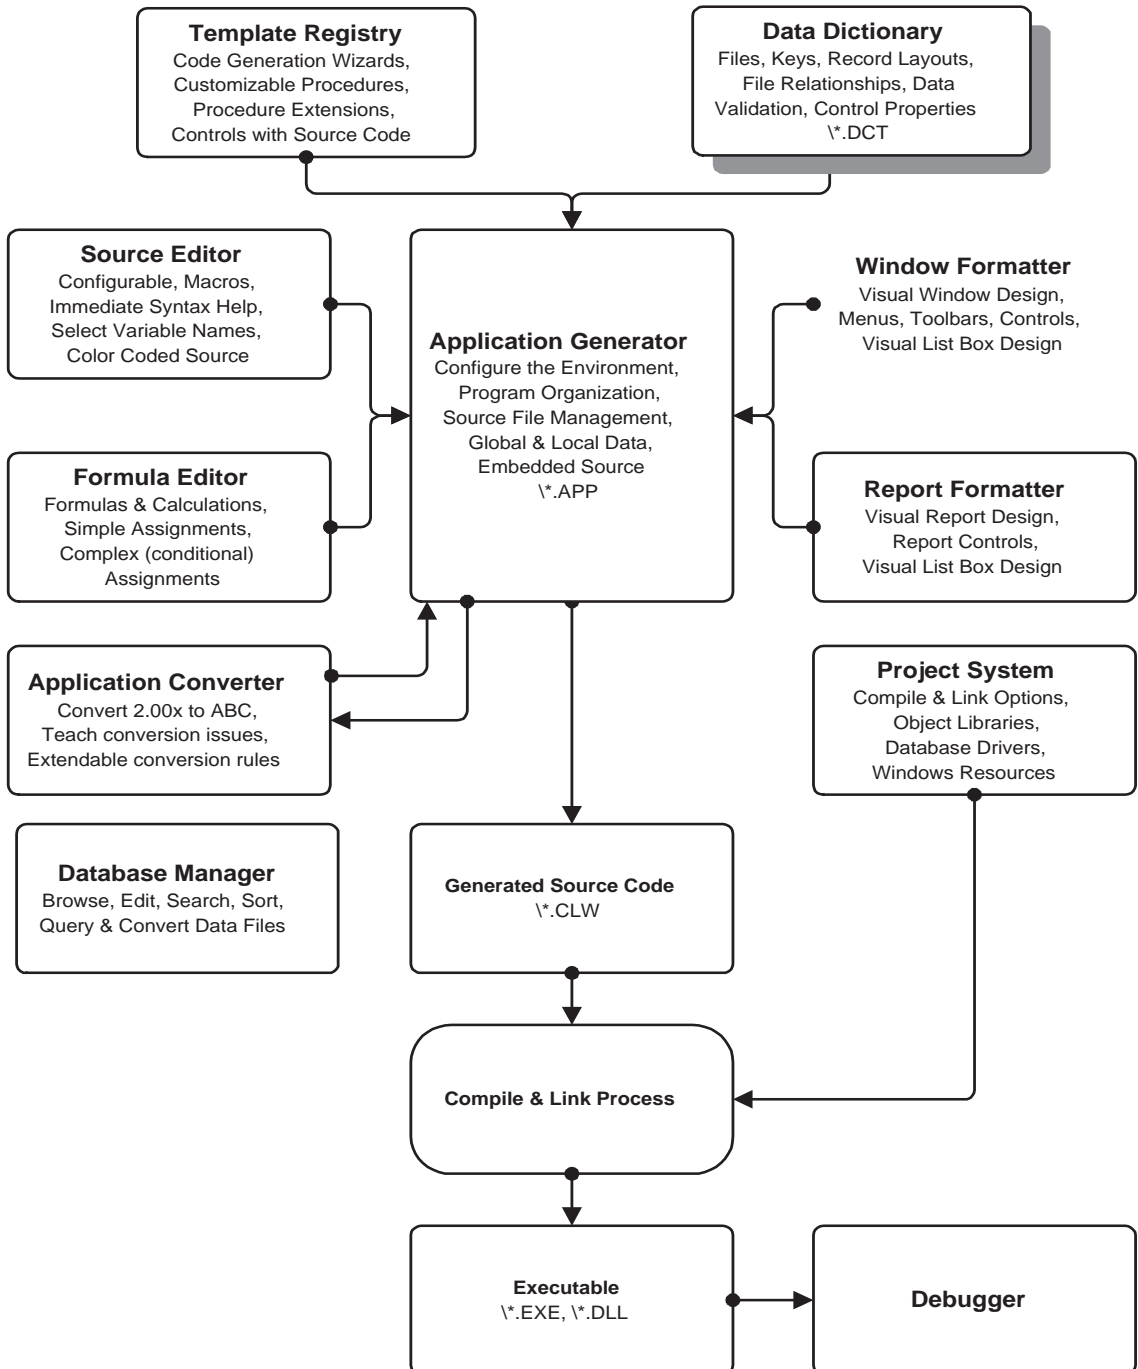 Template Registry
Code Generation Wizards,
Customizable Procedures,
Procedure Extensions,
Controls with Source Code
Data Dictionary
Files, Keys, Record Layouts,
File Relationships, Data
Validation, Control Properties
\*.DCT
Source Editor
Configurable, Macros,
Immediate Syntax Help,
Select Variable Names,
Color Coded Source
Application Generator
Configure the Environment,
Program Organization,
Source File Management,
Global & Local Data,
Embedded Source
\*.APP
Window Formatter
Visual Window Design,
Menus, Toolbars, Controls,
Visual List Box Design
Formula Editor
Formulas & Calculations,
Simple Assignments,
Complex (conditional)
Assignments
Report Formatter
Visual Report Design,
Report Controls,
Visual List Box Design
Application Converter
Convert 2.00x to ABC,
Teach conversion issues,
Extendable conversion rules
Project System
Compile & Link Options,
Object Libraries,
Database Drivers,
Windows Resources
Database Manager
Browse, Edit, Search, Sort,
Query & Convert Data Files
Generated Source Code
\*.CLW
Compile & Link Process
Executable
\*.EXE, \*.DLL
Debugger